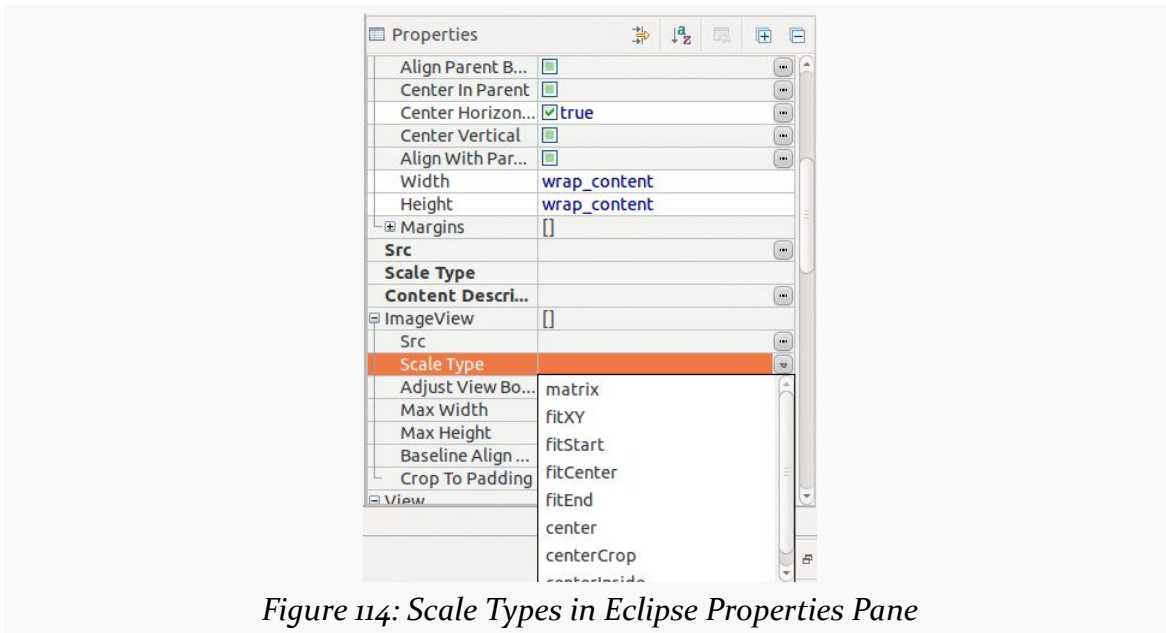 Properties
Align Parent B...
Center In Parent
Center Horizon... true
Center Vertical
Align With Par...
Width wrap_content
Height wrap_content
Margins []
Src
Scale Type
Content Descri...
ImageView []
Src
Scale Type
Adjust View Bo...
Max Width
Max Height
Baseline Align ...
Crop To Padding
View
matrix
fitXY
fitStart
fitCenter
fitEnd
center
centerCrop
centerInside
Figure 114: Scale Types in Eclipse Properties Pane